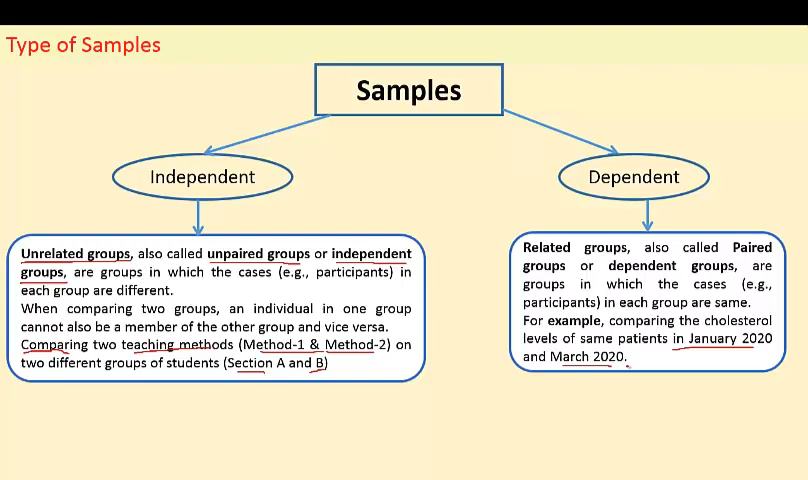 Type of Samples
Samples
Independent
Dependent
Unrelated groups, also called unpaired groups or independent
groups, are groups in which the cases (e.g., participants) in
each group are different.
When comparing two groups, an individual in one group
cannot also be a member of the other group and vice versa.
Comparing two teaching methods (Method-1 & Method-2) on
two different groups of students (Section A and B)
Related groups, also called Paired
groups or dependent groups, are
groups in which the cases (e.g.,
participants) in each group are same.
For example, comparing the cholesterol
levels of same patients in January 2020
and March 2020.